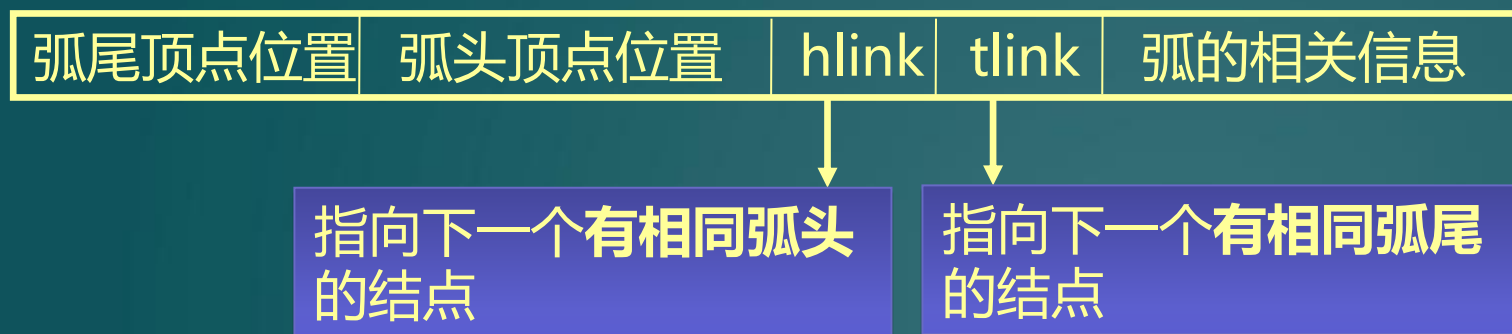 弧尾顶点位置 弧头顶点位置 hlink tlink 弧的相关信息
指向下一个有相同弧头
的结点
指向下一个有相同弧尾
的结点